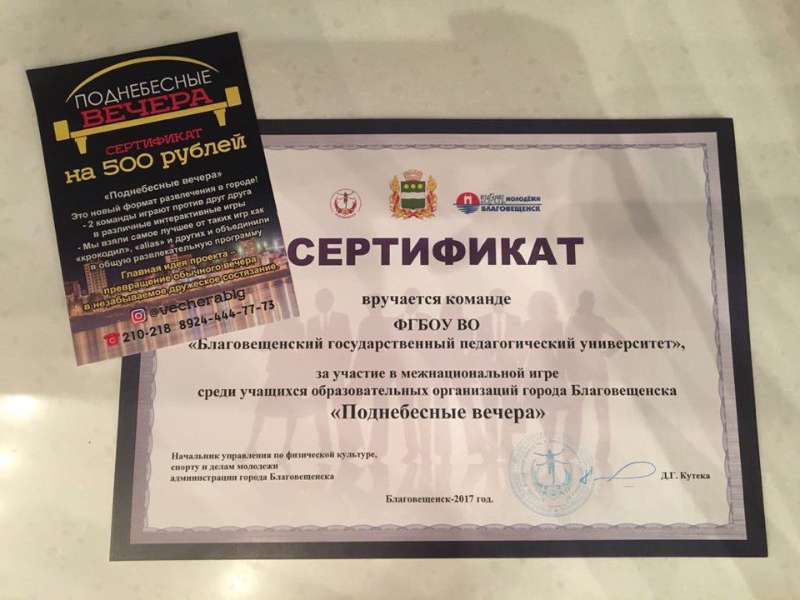 ПОДНЕБЕСНЫЕ
ВЕЧЕРА
СЕРТИФИКАТ
на 500 рублей
«Поднебесные вечера»
Это новый формат развлечения в городе!
- 2 команды играют против друг друга
в различные интерактивные игры
- Мы взяли самое лучшее от таких игр как
«крокодил», «alias» и других и объединили
в общую развлекательную программу
Главная идея проекта –
превращение обычного вечера
в незабываемое дружеское состязание
@vecherablg
210-218 8924-444-77-73
МОЛОДЁЖИ
БЛАГОВЕЩЕНСК
СЕРТИФИКАТ
вручается команде
ФГБОУ ВО
«Благовещенский государственный педагогический университет»,
за участие в межнациональной игре
среди учащихся образовательных организаций города Благовещенска
«Поднебесные вечера»
Начальник управления по физической культуре,
спорту и делам молодежи
администрации города Благовещенска
Д.Г. Кутека
Благовещенск-2017 год.